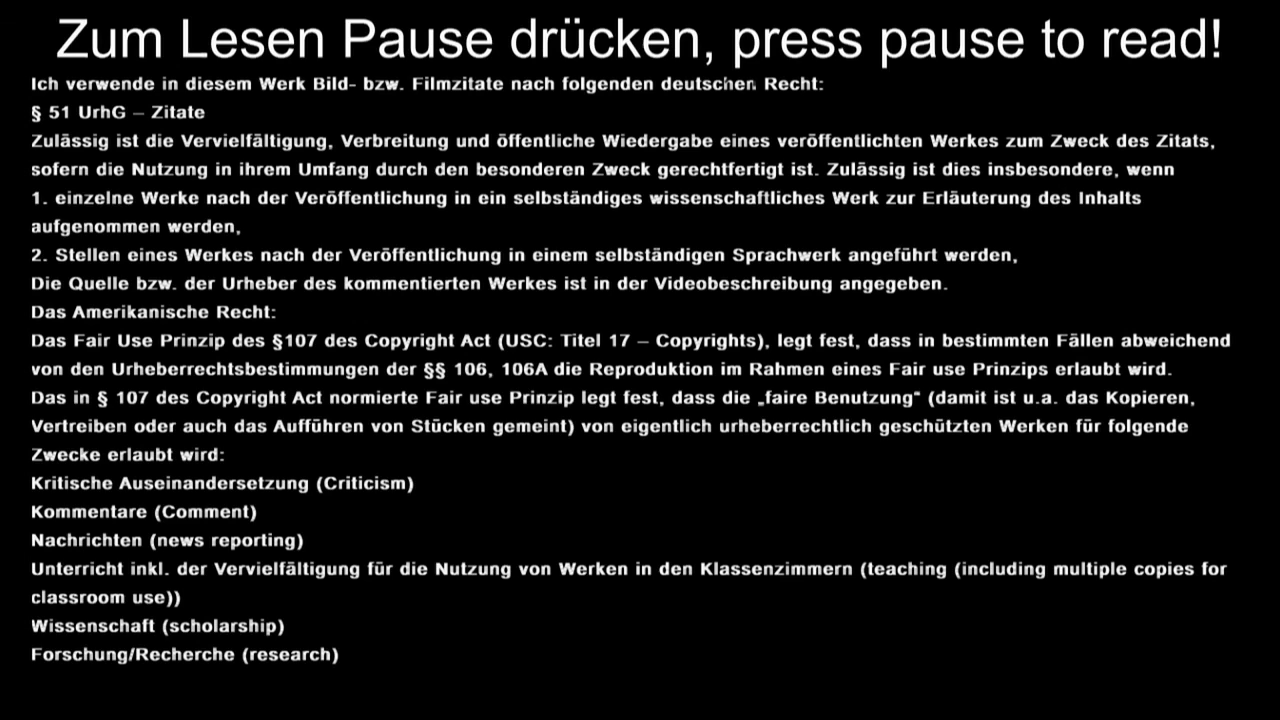 Zum Lesen Pause drücken, press pause to read!
Ich verwende in diesem Werk Bild- bzw. Filmzitate nach folgenden deutschen Recht:
§ 51 UrhG – Zitate
Zulässig ist die Vervielfältigung, Verbreitung und öffentliche Wiedergabe eines veröffentlichten Werkes zum Zweck des Zitats,
sofern die Nutzung in ihrem Umfang durch den besonderen Zweck gerechtfertigt ist. Zulässig ist dies insbesondere, wenn
1. einzelne Werke nach der Veröffentlichung in ein selbständiges wissenschaftliches Werk zur Erläuterung des Inhalts
aufgenommen werden,
2. Stellen eines Werkes nach der Veröffentlichung in einem selbständigen Sprachwerk angeführt werden,
Die Quelle bzw. der Urheber des kommentierten Werkes ist in der Videobeschreibung angegeben.
Das Amerikanische Recht:
Das Fair Use Prinzip des §107 des Copyright Act (USC: Titel 17 – Copyrights), legt fest, dass in bestimmten Fällen abweichend
von den Urheberrechtsbestimmungen der §§ 106, 106A die Reproduktion im Rahmen eines Fair use Prinzips erlaubt wird.
Das in § 107 des Copyright Act normierte Fair use Prinzip legt fest, dass die „faire Benutzung“ (damit ist u.a. das Kopieren,
Vertreiben oder auch das Aufführen von Stücken gemeint) von eigentlich urheberrechtlich geschützten Werken für folgende
Zwecke erlaubt wird:
Kritische Auseinandersetzung (Criticism)
Kommentare (Comment)
Nachrichten (news reporting)
Unterricht inkl. der Vervielfältigung für die Nutzung von Werken in den Klassenzimmern (teaching (including multiple copies for
classroom use))
Wissenschaft (scholarship)
Forschung/Recherche (research)